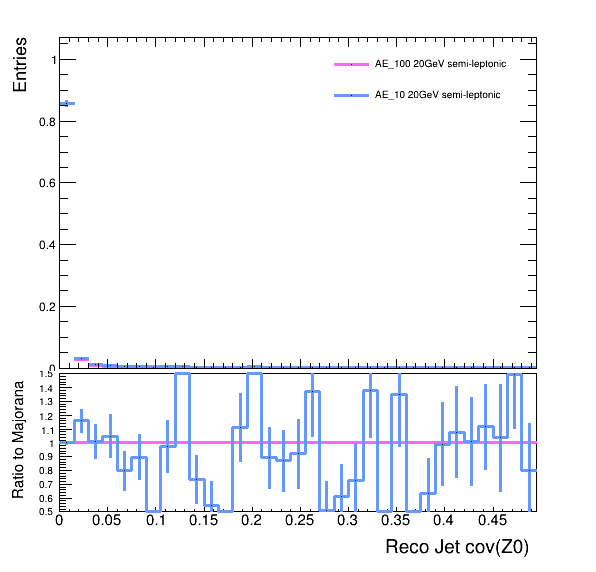 Entries
AE_100 20GeV semi-leptonic
AE_10 20GeV semi-leptonic
1
0.8
0.6
0.4
0.2
0
Ratio to Majorana
1.5
1.4
1.3
1.2
1.1
1
0.9
0.8
0.7
0.6
0.5
0 0.05 0.1 0.15 0.2 0.25 0.3 0.35 0.4 0.45
Reco Jet cov(Z0)